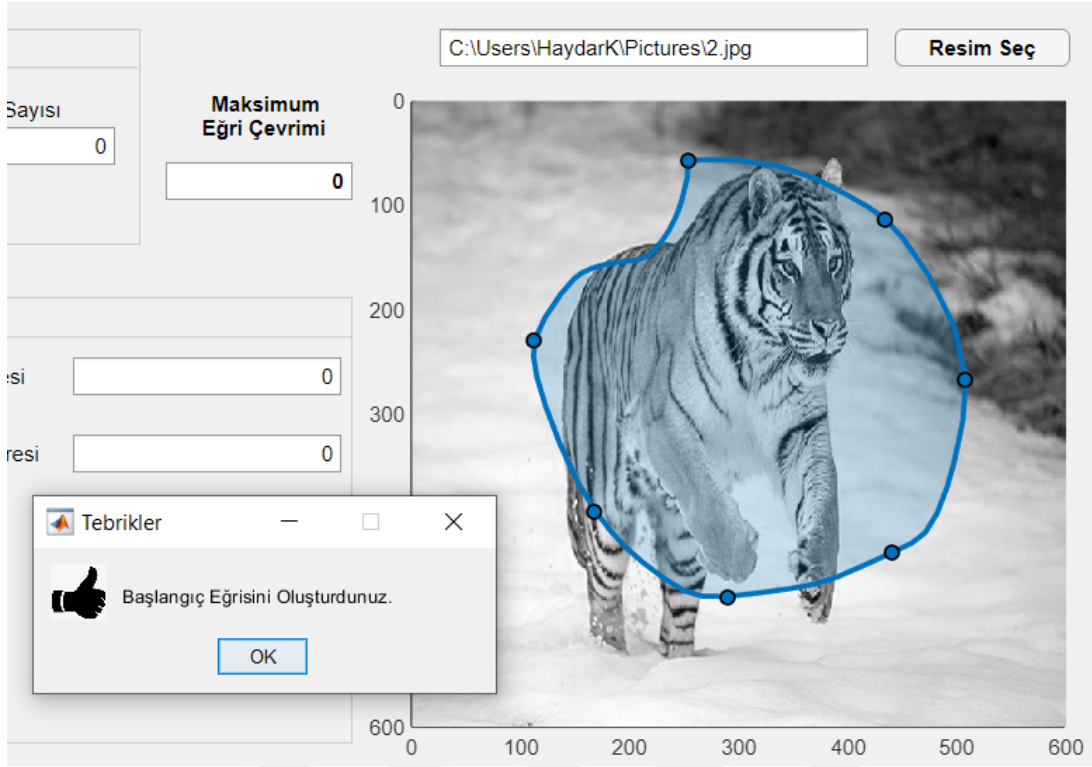 C:\Users\HaydarK\Pictures\2.jpg
Resim Seç
Sayısı
0
Maksimum
Eğri Çevrimi
0
esi
0
resi
0
Tebrikler
Başlangıç Eğrisini Oluşturdunuz.
OK
0
100
200
300
600
0
100
200
300
400
500
600